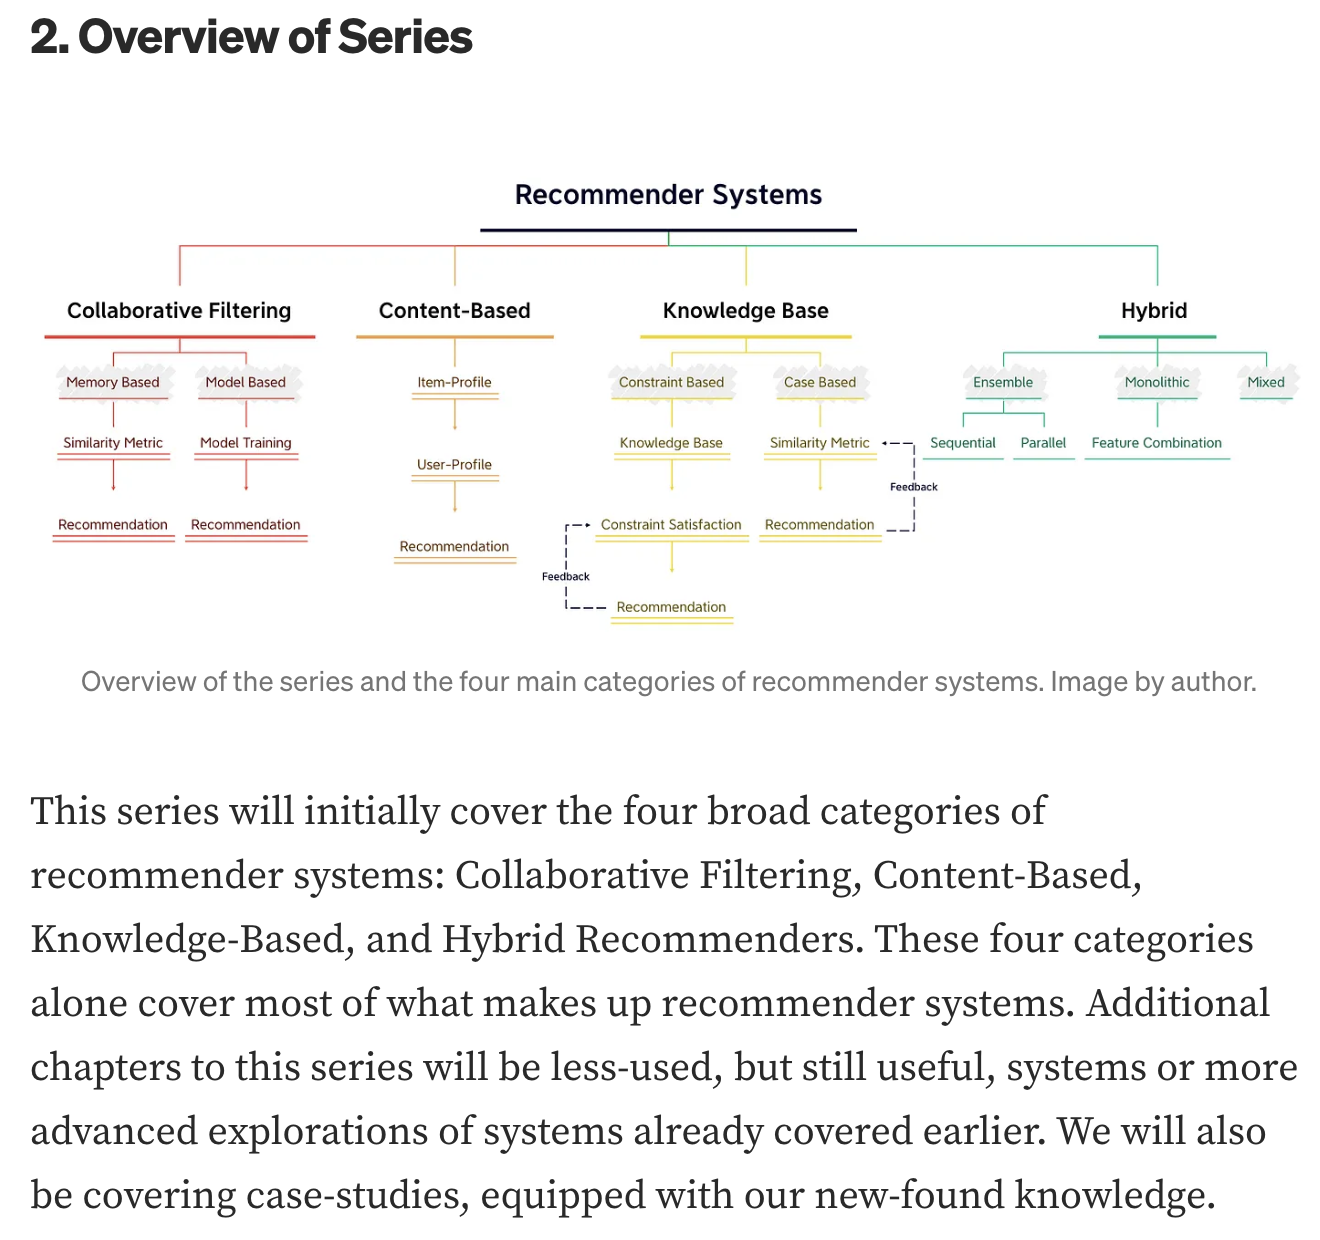 2. Overview of Series
Recommender Systems
Collaborative Filtering
Content-Based
Knowledge Base
Hybrid
Memory Based
Model Based
Item-Profile
Constraint Based
Case Based
Ensemble
Monolithic
Mixed
Similarity Metric
Model Training
User-Profile
Knowledge Base
Similarity Metric
Sequential
Parallel
Feature Combination
Feedback
Recommendation
Recommendation
Recommendation
Constraint Satisfaction
Recommendation
Feedback
Recommendation
Overview of the series and the four main categories of recommender systems. Image by author.
This series will initially cover the four broad categories of
recommender systems: Collaborative Filtering, Content-Based,
Knowledge-Based, and Hybrid Recommenders. These four categories
alone cover most of what makes up recommender systems. Additional
chapters to this series will be less-used, but still useful, systems or more
advanced explorations of systems already covered earlier. We will also
be covering case-studies, equipped with our new-found knowledge.